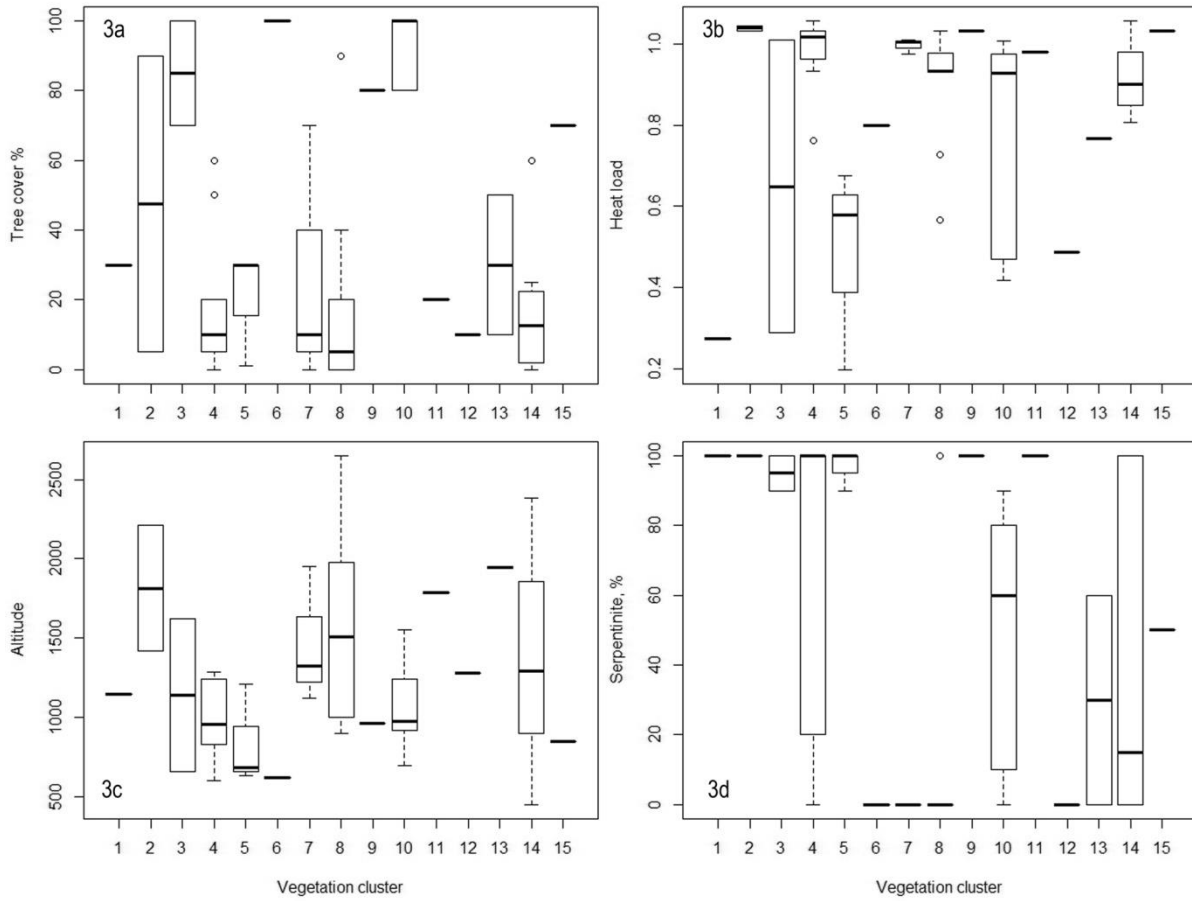 3a
Tree cover %
100
80
60
40
20
0
1 2 3 4 5 6 7 8 9 10 11 12 13 14 15
3b
Heat load
1.0
0.8
0.6
0.4
0.2
1 2 3 4 5 6 7 8 9 10 11 12 13 14 15
3c
Altitude
2500
2000
1500
1000
500
1 2 3 4 5 6 7 8 9 10 11 12 13 14 15
Vegetation cluster
3d
Serpentinite, %
100
80
60
40
20
0
1 2 3 4 5 6 7 8 9 10 11 12 13 14 15
Vegetation cluster